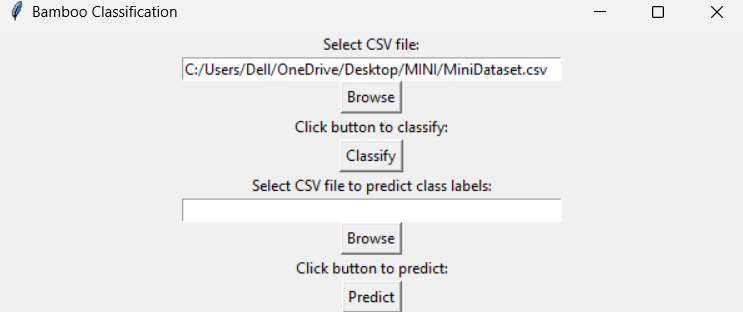 Bamboo Classification
Select CSV file:
C:/Users/Dell/OneDrive/Desktop/MINI/MiniDataset.csv
Browse
Click button to classify:
Classify
Select CSV file to predict class labels:
Browse
Click button to predict:
Predict